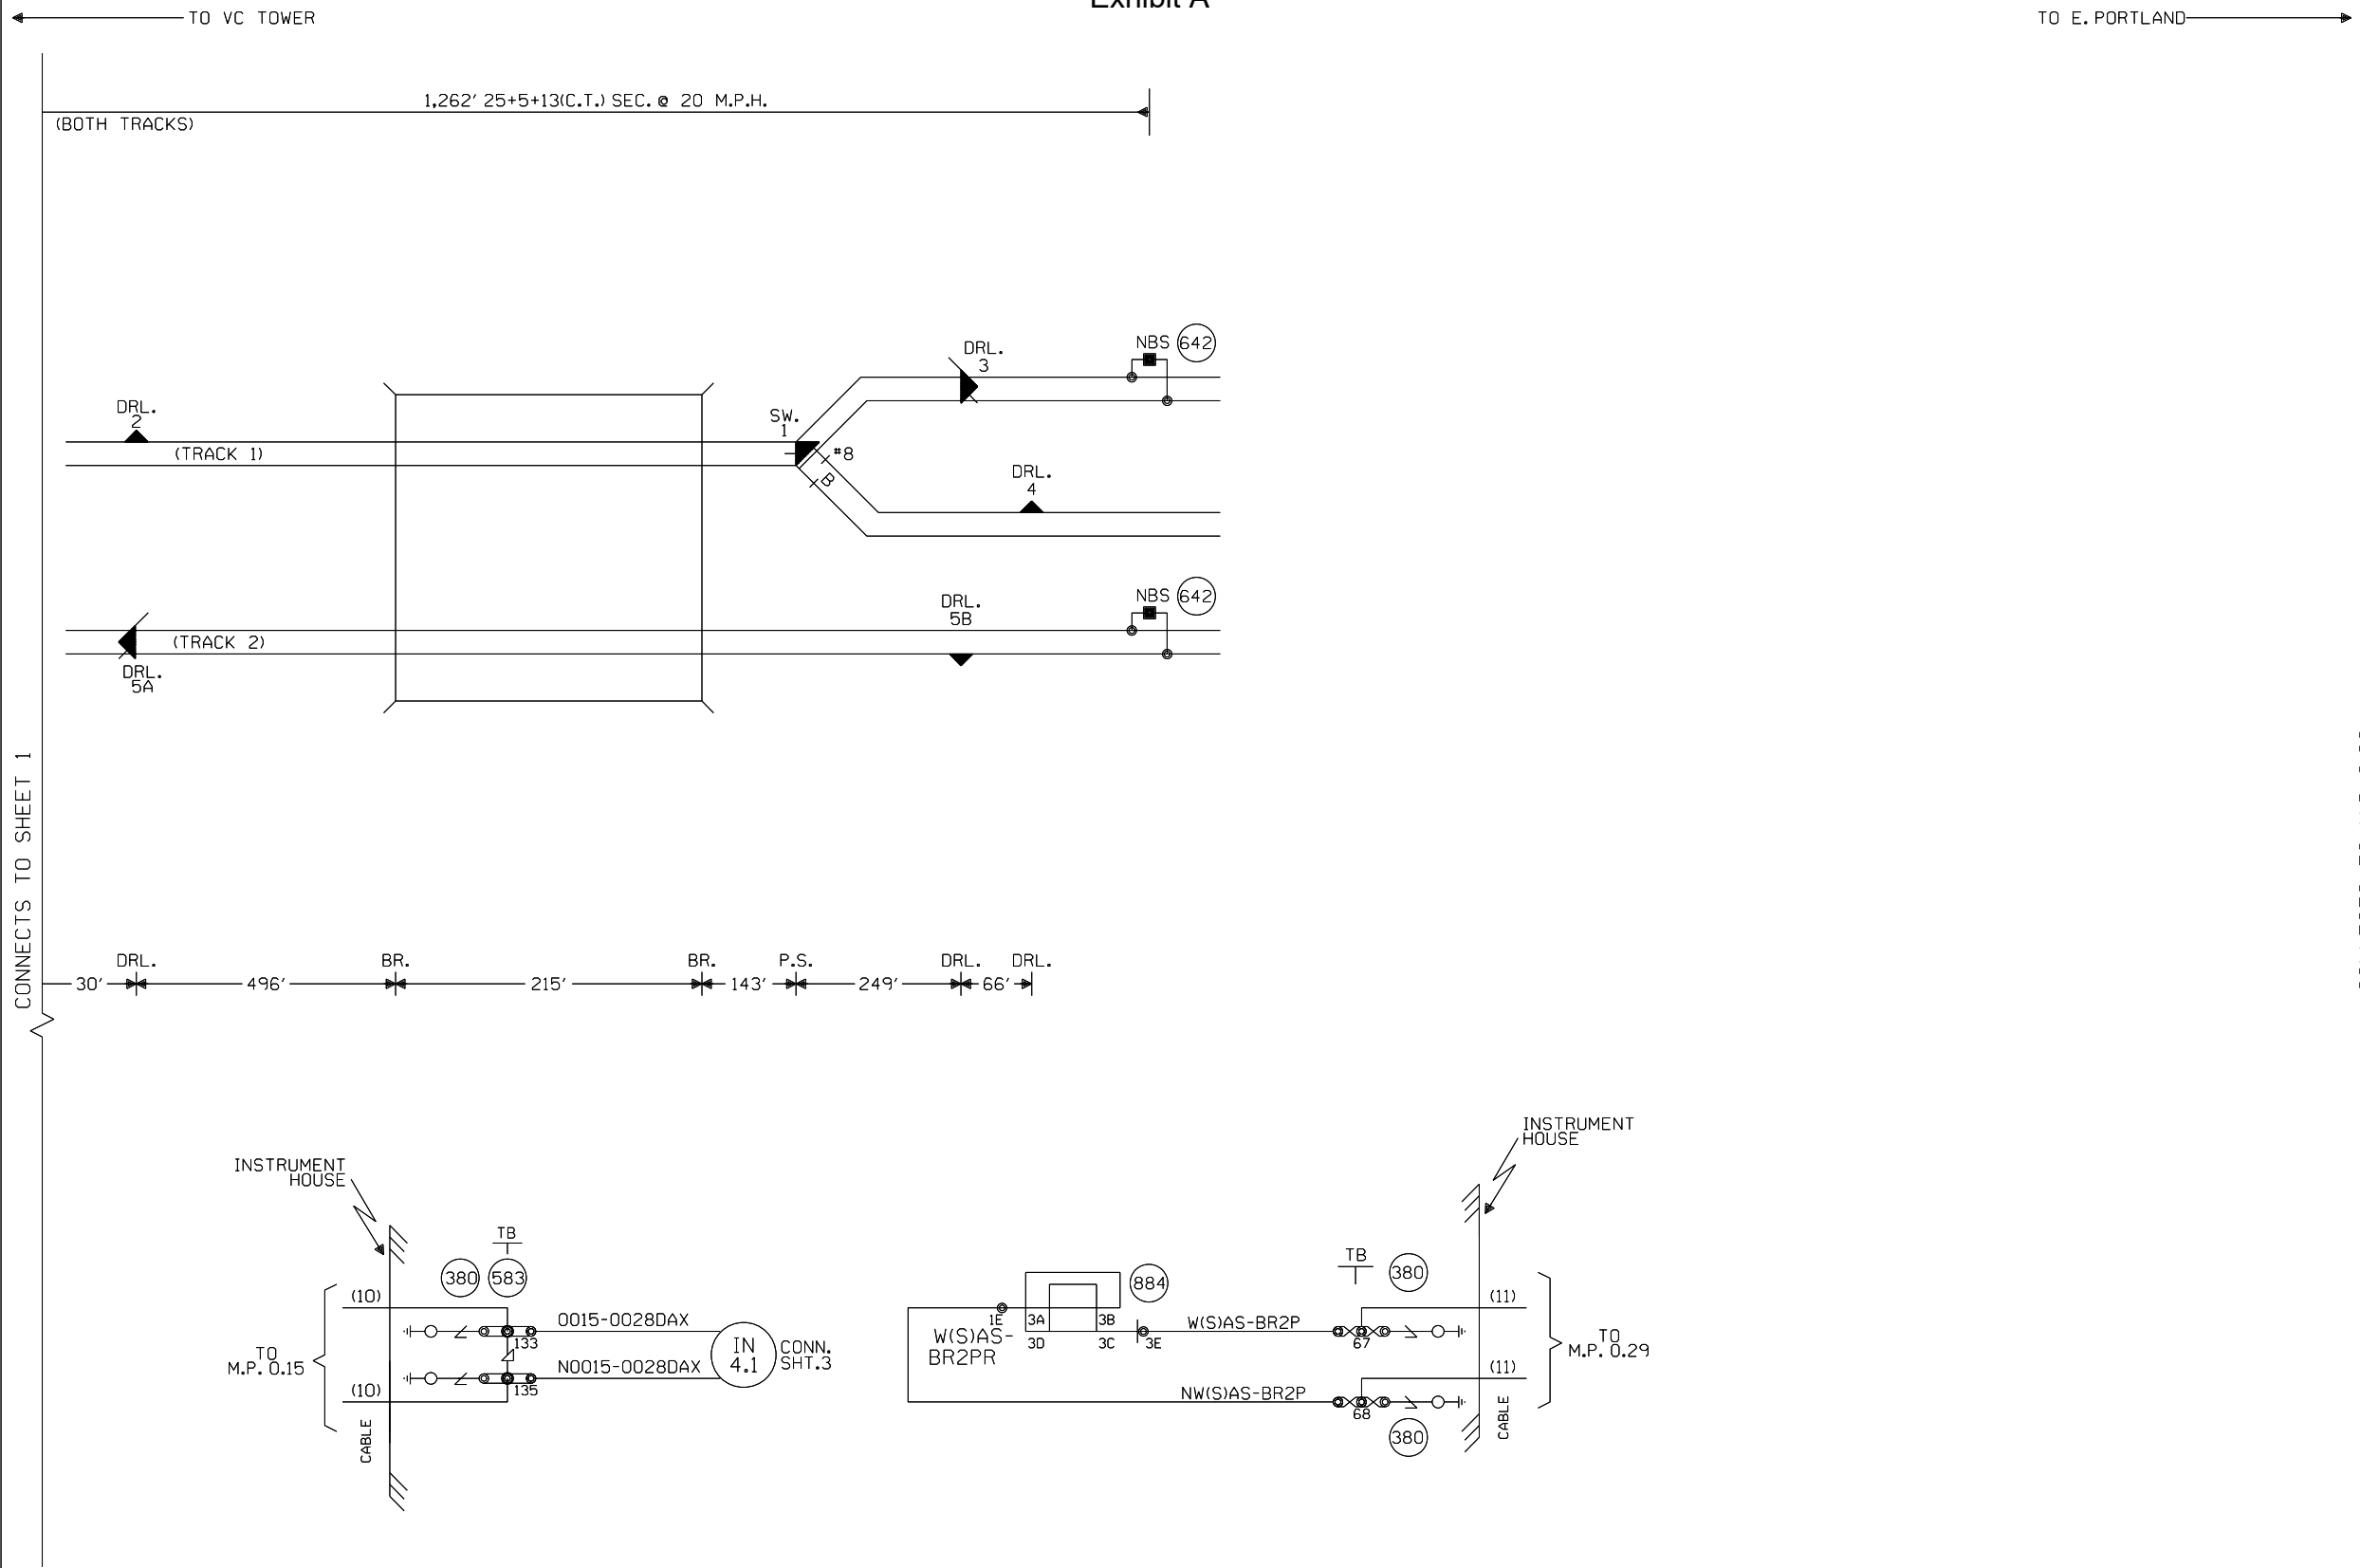 Exhibit A
TO VC TOWER
TO E. PORTLAND
1,262' 25+5+13(C.T.) SEC. @ 20 M.P.H.
(BOTH TRACKS)
DRL.
2
(TRACK 1)
SW.
1
#8
B
DRL.
3
NBS 642
DRL.
4
DRL.
5A
(TRACK 2)
DRL.
5B
NBS 642
CONNECTS TO SHEET 1
DRL.
BR.
BR.
P.S.
DRL.
DRL.
30'
496'
215'
143'
249'
66'
INSTRUMENT
HOUSE
TB
380
583
(10)
(10)
TO
M.P. 0.15
CABLE
133
135
0015-0028DAX
N0015-0028DAX
IN
4.1
CONN.
SHT.3
884
1E
3A
3B
3D
3C
3E
W(S)AS-
BR2PR
W(S)AS-BR2P
NW(S)AS-BR2P
TB
380
67
68
380
(11)
(11)
CABLE
TO
M.P. 0.29
INSTRUMENT
HOUSE